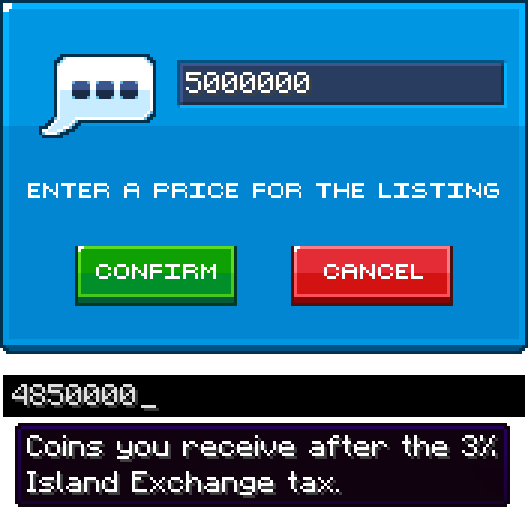 5000000
ENTER A PRICE FOR THE LISTING
CONFIRM CANCEL
4850000_
Coins you receive after the 3%
Island Exchange tax.